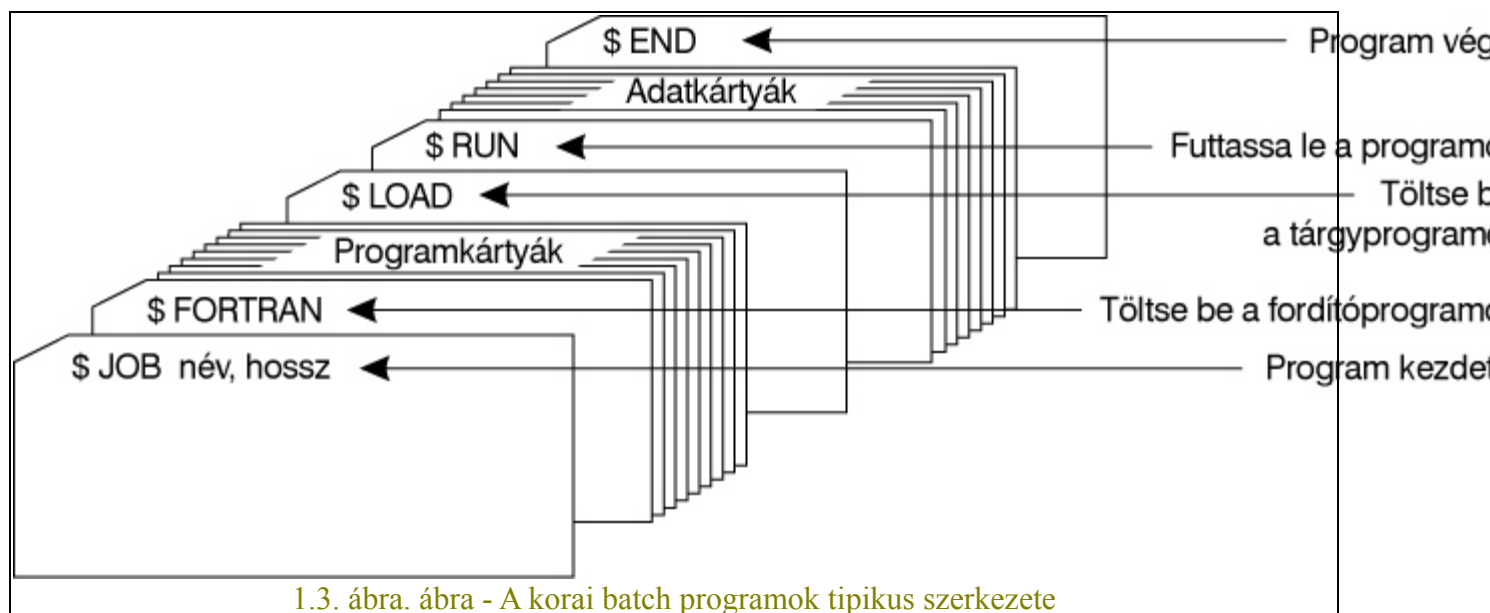 $ END Program vég
Adatkártyák
$ RUN Futtassa le a programo
$ LOAD Töltse b
a tárgyprogramo
Programkártyák
$ FORTRAN Töltse be a fordítóprogramo
$ JOB név, hossz Program kezdet
1.3. ábra. ábra - A korai batch programok tipikus szerkezete